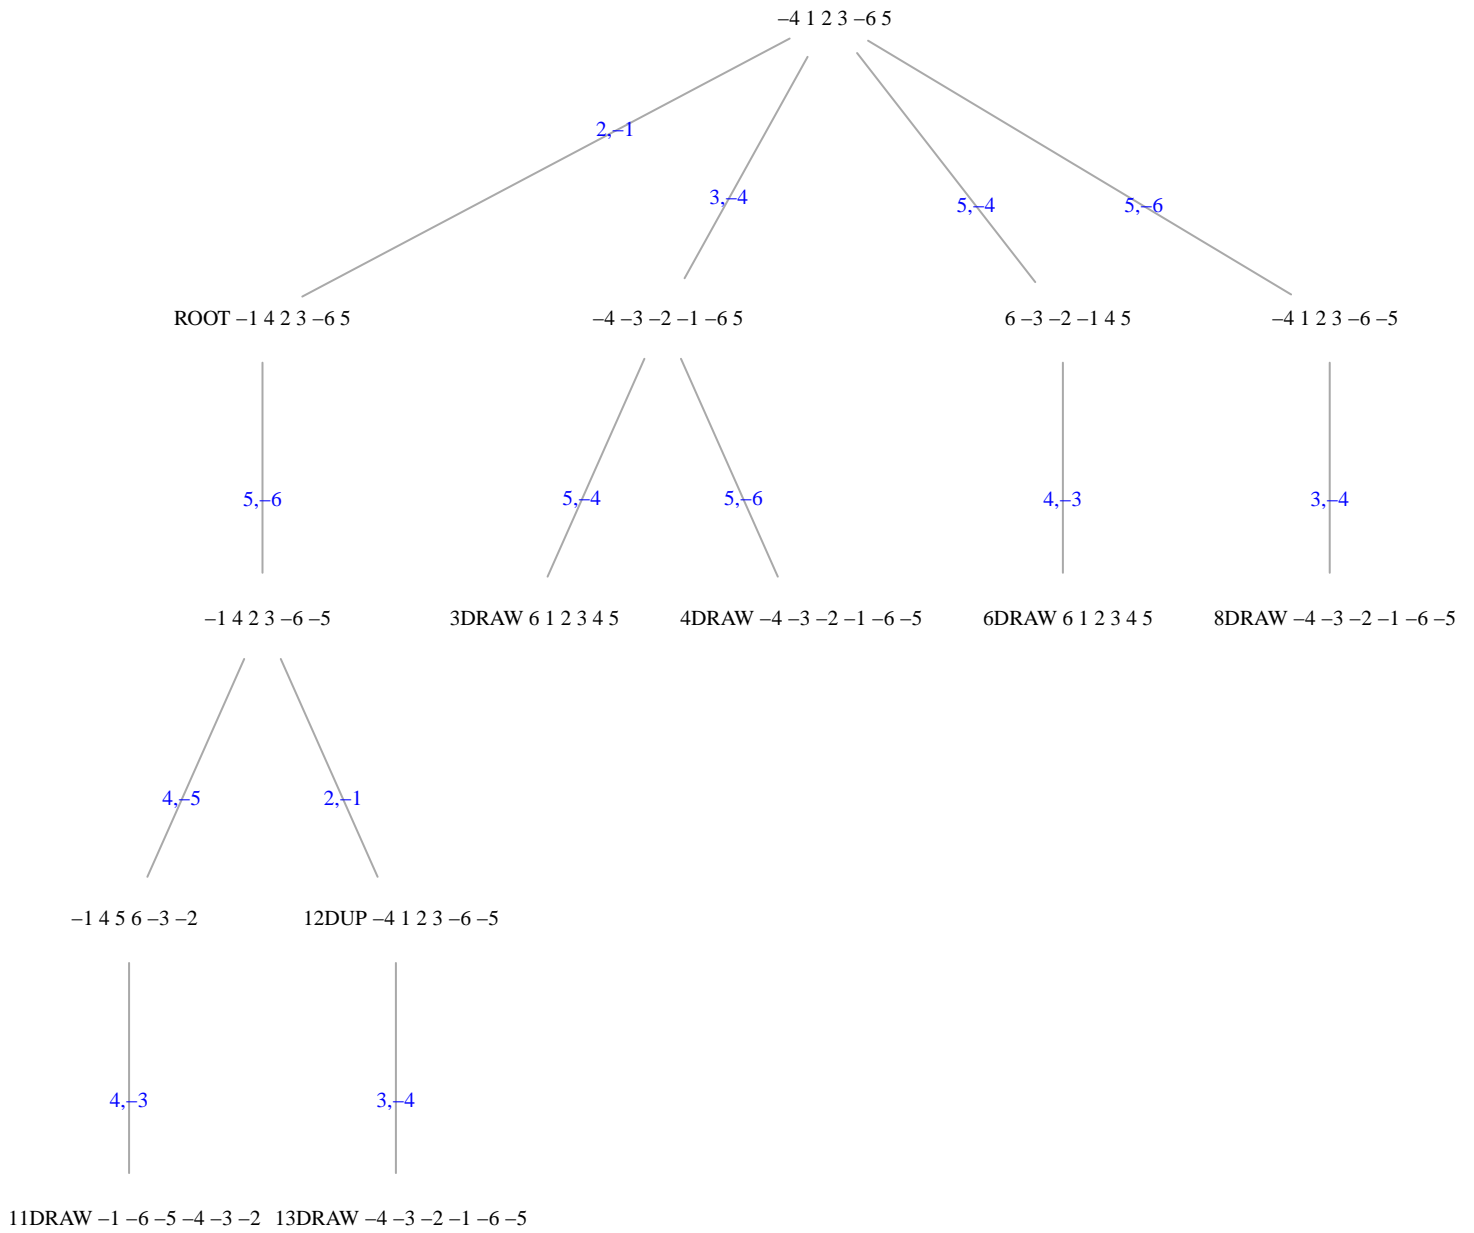 −4 1 2 3 −6 5
2,−1
3,−4
5,−4
5,−6
ROOT −1 4 2 3 −6 5
−4 −3 −2 −1 −6 5
6 −3 −2 −1 4 5
−4 1 2 3 −6 −5
5,−6
5,−4
5,−6
4,−3
3,−4
−1 4 2 3 −6 −5
3DRAW 6 1 2 3 4 5
4DRAW −4 −3 −2 −1 −6 −5
6DRAW 6 1 2 3 4 5
8DRAW −4 −3 −2 −1 −6 −5
4,−5
2,−1
−1 4 5 6 −3 −2
12DUP −4 1 2 3 −6 −5
4,−3
3,−4
11DRAW −1 −6 −5 −4 −3 −2
13DRAW −4 −3 −2 −1 −6 −5